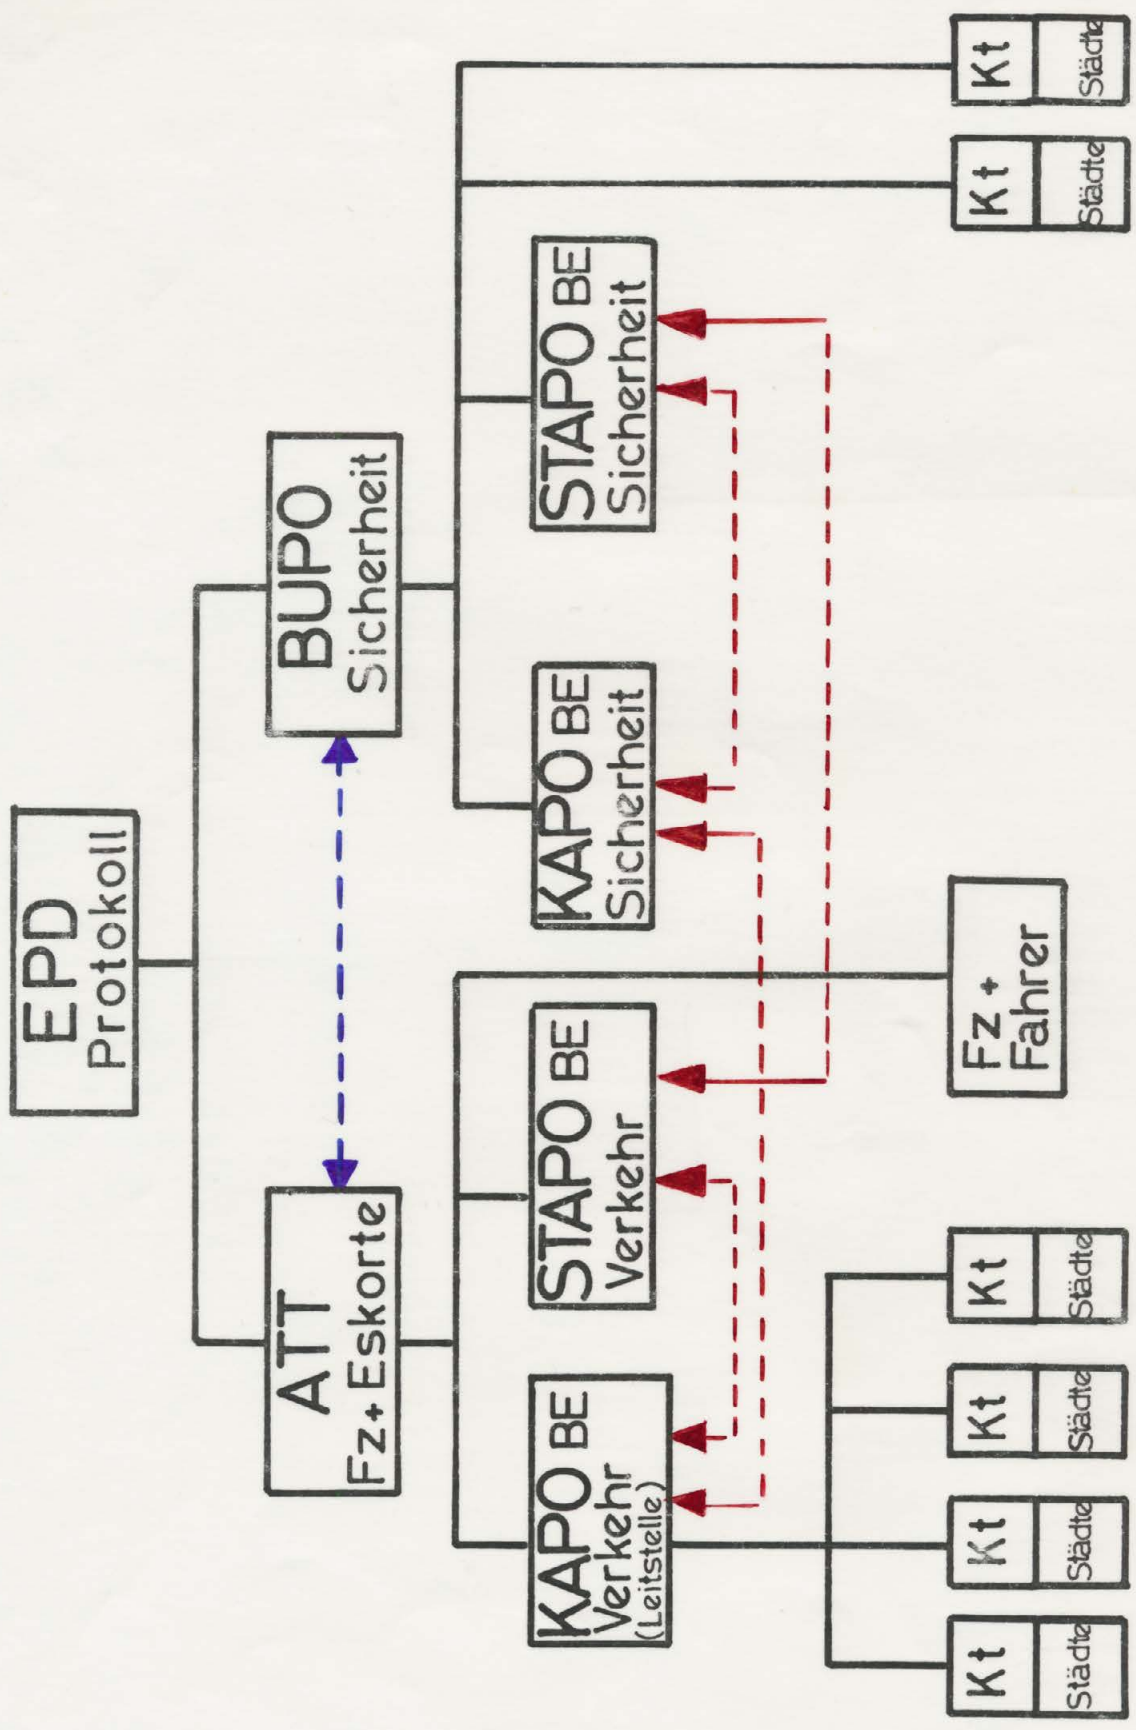 EPD
Protokoll
ATT
Fz+Eskorte
BUPO
Sicherheit
KAPO BE
Verkehr
(Leitstelle)
STAPO BE
Verkehr
KAPO BE
Sicherheit
STAPO BE
Sicherheit
Kt
Städte
Kt
Städte
Kt
Städte
Kt
Städte
Fz +
Fahrer
Kt
Städte
Kt
Städte